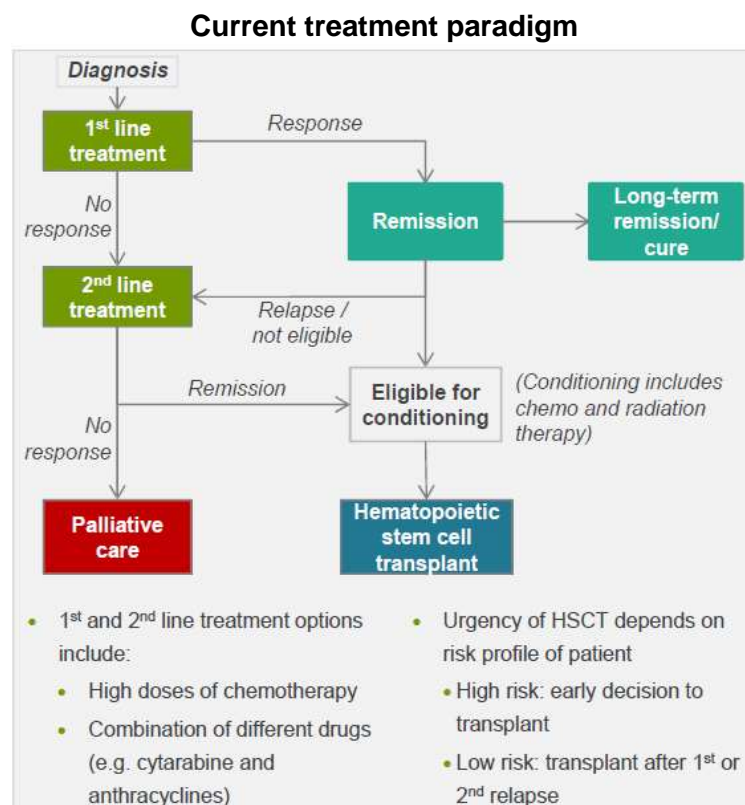 Current treatment paradigm
Diagnosis
1st line
treatment
Response
No
response
Remission
Long-term
remission/
cure
2nd line
treatment
Relapse /
not eligible
Remission
Eligible for
conditioning
(Conditioning includes
chemo and radiation
therapy)
No
response
Palliative
care
Hematopoietic
stem cell
transplant
• 1st and 2nd line treatment options
include:
• High doses of chemotherapy
• Combination of different drugs
(e.g. cytarabine and
anthracyclines)
• Urgency of HSCT depends on
risk profile of patient
• High risk: early decision to
transplant
• Low risk: transplant after 1st or
2nd relapse